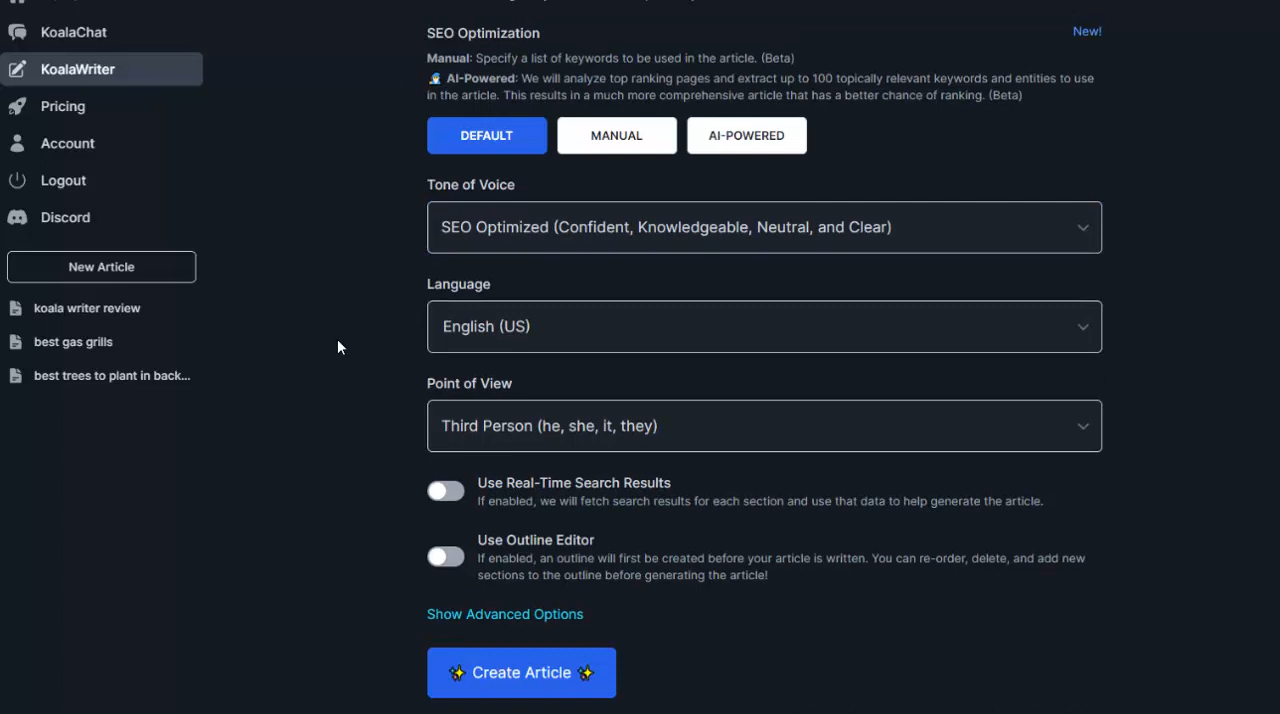 KoalaChat
KoalaWriter
Pricing
Account
Logout
Discord
New Article
koala writer review
best gas grills
best trees to plant in back...
SEO Optimization
New!
Manual: Specify a list of keywords to be used in the article. (Beta)
AI-Powered: We will analyze top ranking pages and extract up to 100 topically relevant keywords and entities to use
in the article. This results in a much more comprehensive article that has a better chance of ranking. (Beta)
DEFAULT
MANUAL
AI-POWERED
Tone of Voice
SEO Optimized (Confident, Knowledgeable, Neutral, and Clear)
Language
English (US)
Point of View
Third Person (he, she, it, they)
Use Real-Time Search Results
If enabled, we will fetch search results for each section and use that data to help generate the article.
Use Outline Editor
If enabled, an outline will first be created before your article is written. You can re-order, delete, and add new
sections to the outline before generating the article!
Show Advanced Options
✨ Create Article ✨